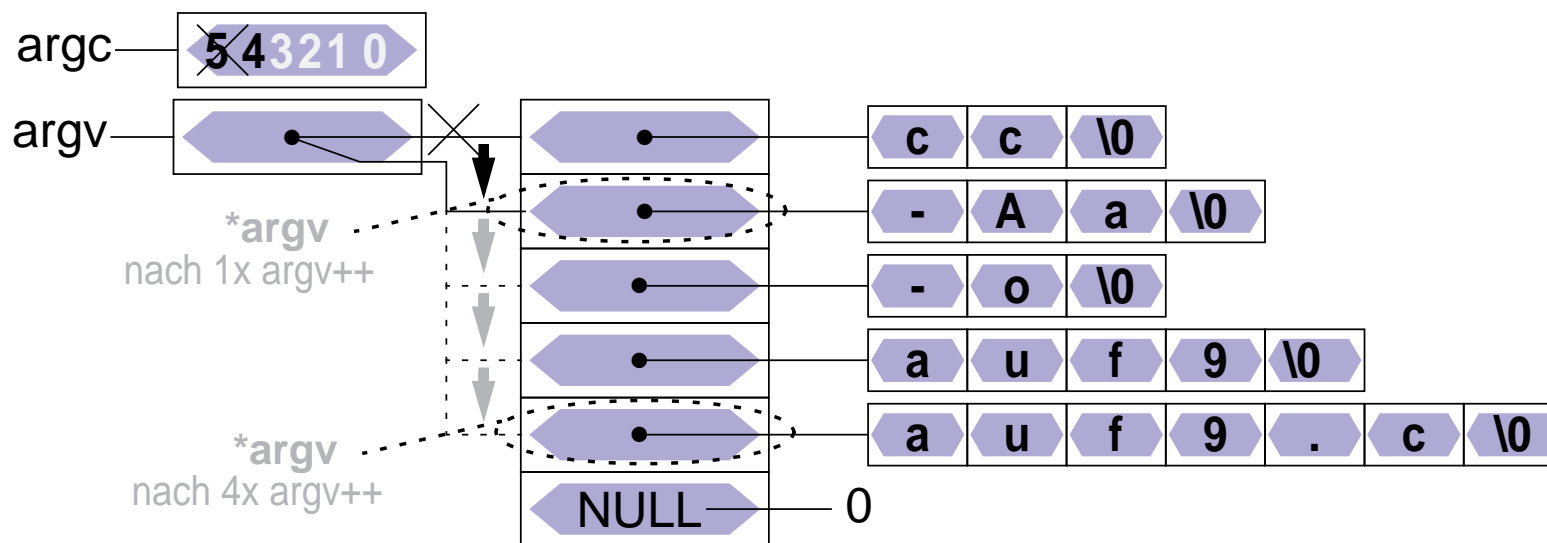 argc 5 4 3 2 1 0
argv c c \0
*argv - A a \0
nach 1x argv++
- o \0
a u f 9 \0
*argv a u f 9 . c \0
nach 4x argv++
NULL 0